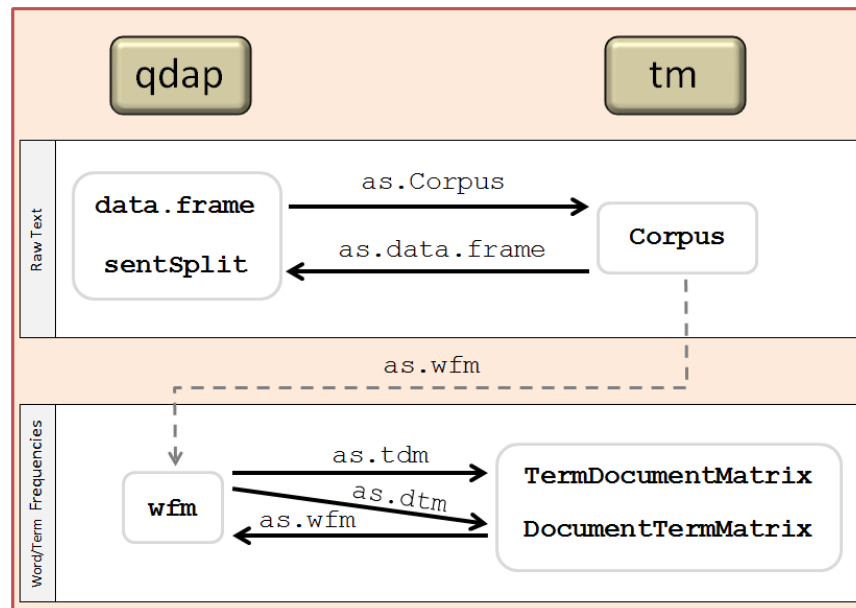 qdap
tm
Raw Text
data.frame
sentSplit
as.Corpus
as.data.frame
Corpus
as.wfm
Word/Term Frequencies
wfm
as.tdm
as.dtm
as.wfm
TermDocumentMatrix
DocumentTermMatrix